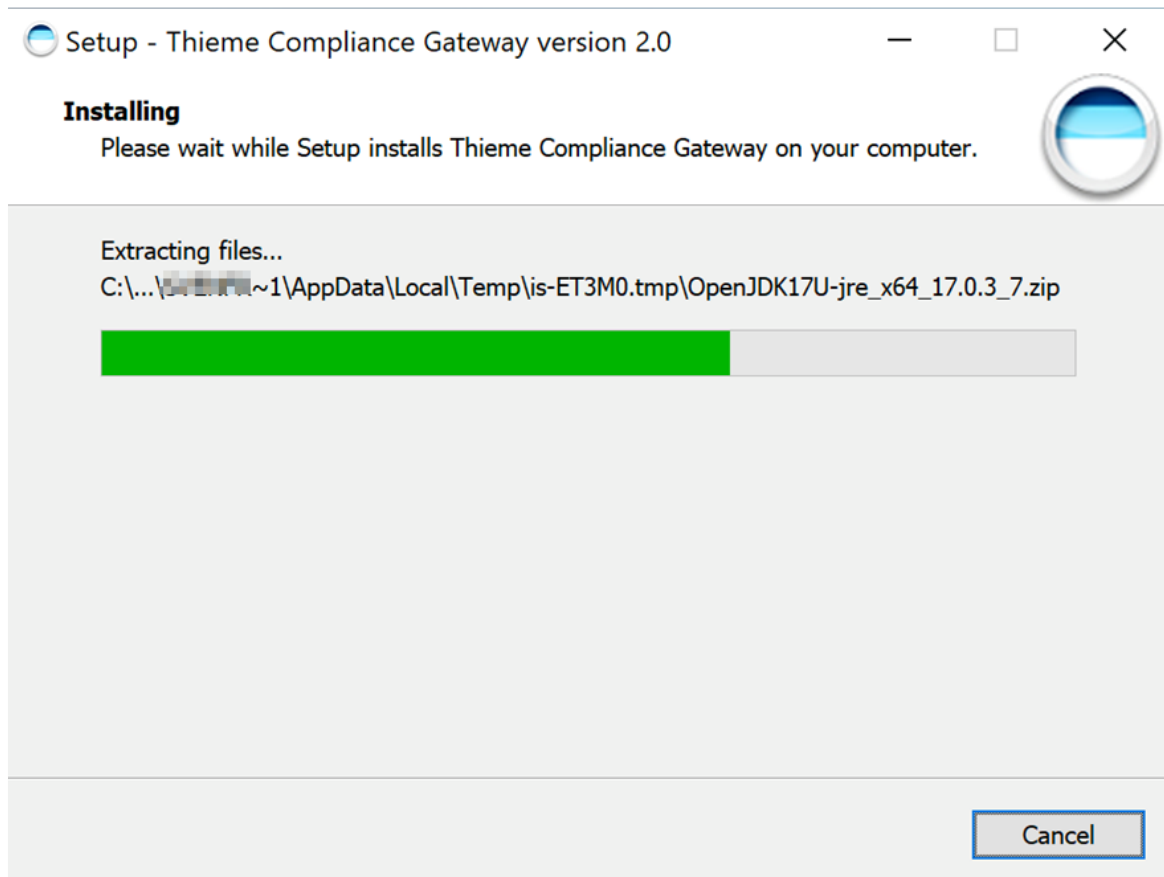 Setup - Thieme Compliance Gateway version 2.0
Installing
Please wait while Setup installs Thieme Compliance Gateway on your computer.
Extracting files...
C:\...\~1\AppData\Local\Temp\is-ET3M0.tmp\OpenJDK17U-jre_x64_17.0.3_7.zip
Cancel